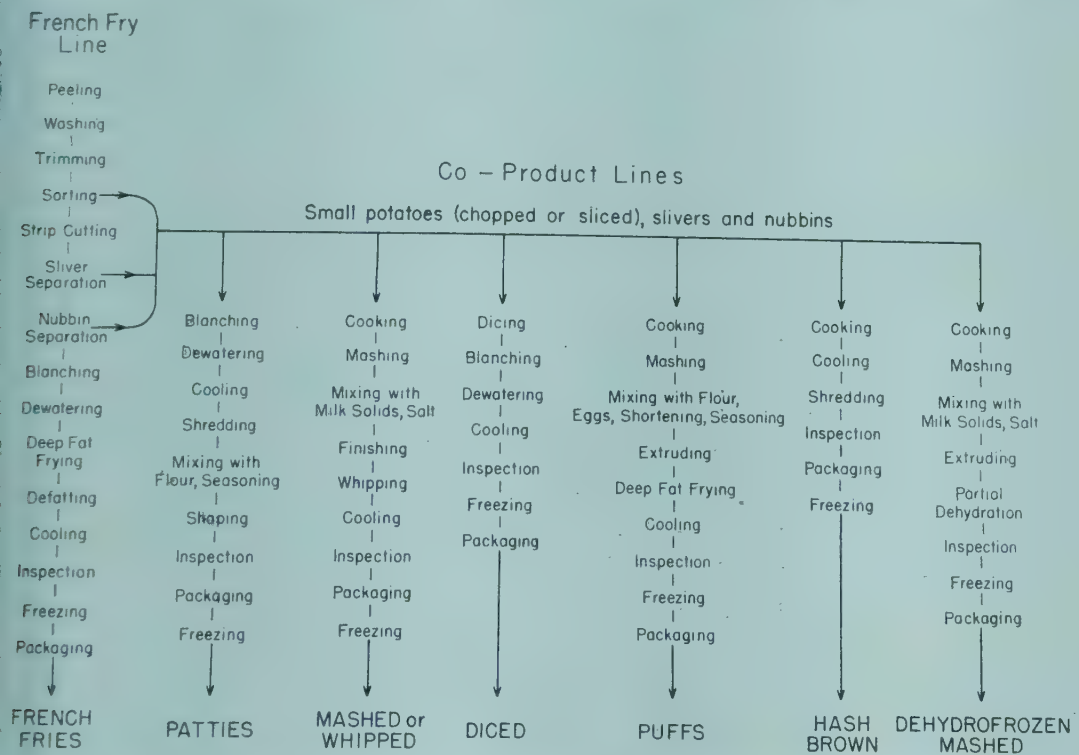 French Fry
Line
Peeling
Washing
Trimming
Sorting
Strip Cutting
Sliver
Separation
Nubbin
Separation
Blanching
Dewatering
Deep Fat
Frying
Defatting
Cooling
Inspection
Freezing
Packaging
FRENCH
FRIES
Co – Product Lines
Small potatoes (chopped or sliced), slivers and nubbins
Blanching
Dewatering
Cooling
Shredding
Mixing with
Flour, Seasoning
Shaping
Inspection
Packaging
Freezing
PATTIES
Cooking
Mashing
Mixing with
Milk Solids, Salt
Finishing
Whipping
Cooling
Inspection
Packaging
Freezing
MASHED or
WHIPPED
Dicing
Blanching
Dewatering
Cooling
Inspection
Freezing
Packaging
DICED
Cooking
Mashing
Mixing with Flour,
Eggs, Shortening, Seasoning
Extruding
Deep Fat Frying
Cooling
Inspection
Freezing
Packaging
PUFFS
Cooking
Cooling
Shredding
Inspection
Packaging
Freezing
HASH
BROWN
Cooking
Mashing
Mixing with
Milk Solids, Salt
Extruding
Partial
Dehydration
Inspection
Freezing
Packaging
DEHYDROFROZEN
MASHED